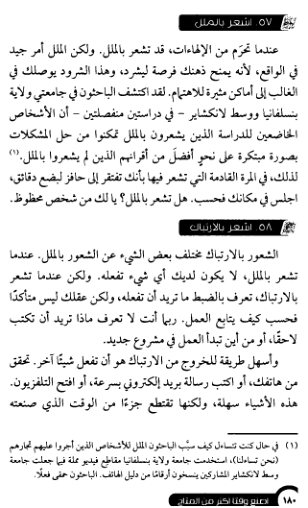 ٥٧. اشعر بالملل
عندما تحرَم من الإلهاءات، قد تشعر بالملل. ولكن الملل أمر جيد
في الواقع، لأنه يمنح ذهنك فرصة ليشرد، وهذا الشرود يوصلك في
الغالب إلى أماكن مثيرة للاهتمام. لقد اكتشف الباحثون في جامعتي ولاية
بنسلفانيا ووسط لانكشاير - في دراستين منفصلتين - أن الأشخاص
الخاضعين للدراسة الذين يشعرون بالملل تمكنوا من حل المشكلات
بصورة مبتكرة على نحوٍ أفضلَ من أقرانهم الذين لم يشعروا بالملل.(١)
لذلك، في المرة القادمة التي تشعر فيها بأنك تفتقر إلى حافز لبضع دقائق،
اجلس في مكانك فحسب. هل تشعر بالملل؟ يا لك من شخص محظوظ.
٥٨. اشعر بالارتباك
الشعور بالارتباك مختلف بعض الشيء عن الشعور بالملل. عندما
تشعر بالملل، لا يكون لديك أي شيء تفعله. ولكن عندما تشعر
بالارتباك، تعرف بالضبط ما تريد أن تفعله، ولكن عقلك ليس متأكدًا
فحسب كيف يتابع العمل. ربما أنت لا تعرف ماذا تريد أن تكتب
لاحقًا، أو من أين تبدأ العمل في مشروع جديد.
وأسهل طريقة للخروج من الارتباك هو أن تفعل شيئًا آخر. تحقق
من هاتفك، أو اكتب رسالة بريد إلكتروني بسرعة، أو افتح التلفزيون.
هذه الأشياء سهلة، ولكنها تقتطع جزءًا من الوقت الذي صنعته
(١) في حال كنت تتساءل كيف سبَّب الباحثون الملل للأشخاص الذين أجروا عليهم تجاربهم
(نحن تساءلنا)، استخدمت جامعة ولاية بنسلفانيا مقاطع فيديو مملة فيما جعلت جامعة
وسط لانكشاير المشاركين ينسخون أرقامًا من دليل الهاتف. الباحثون حمقى فعلًا.
١٨٠ اصنع وقتًا أكثر من المتاح